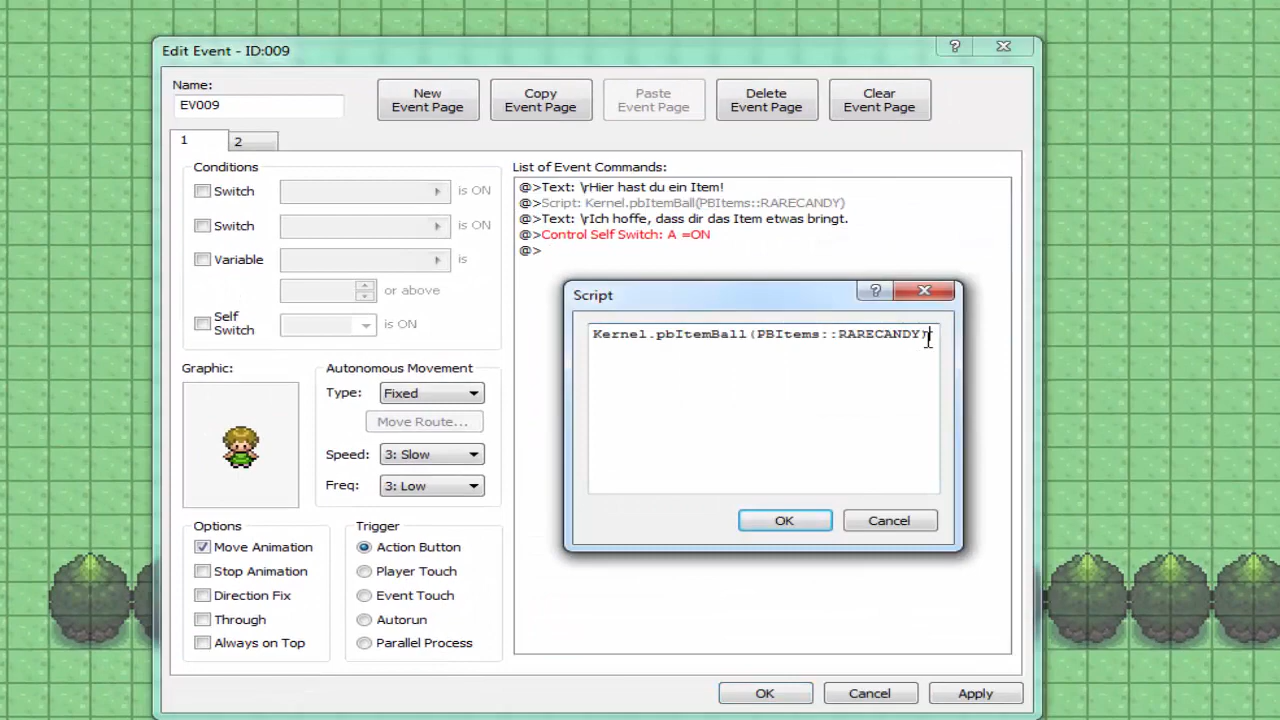 Edit Event - ID:009
Name:
EV009
New
Event Page
Copy
Event Page
Paste
Event Page
Delete
Event Page
Clear
Event Page
1
2
Conditions
Switch
is ON
Switch
is ON
Variable
is
or above
Self
Switch
is ON
Graphic:
Autonomous Movement
Type:
Fixed
Move Route...
Speed:
3: Slow
Freq:
3: Low
Options
Move Animation
Stop Animation
Direction Fix
Through
Always on Top
Trigger
Action Button
Player Touch
Event Touch
Autorun
Parallel Process
List of Event Commands:
@>Text: \rHier hast du ein Item!
@>Script: Kernel.pbItemBall(PBItems::RARECANDY)
@>Text: \rIch hoffe, dass dir das Item etwas bringt.
@>Control Self Switch: A =ON
@>
Script
Kernel.pbItemBall(PBItems::RARECANDY)
OK
Cancel
OK
Cancel
Apply